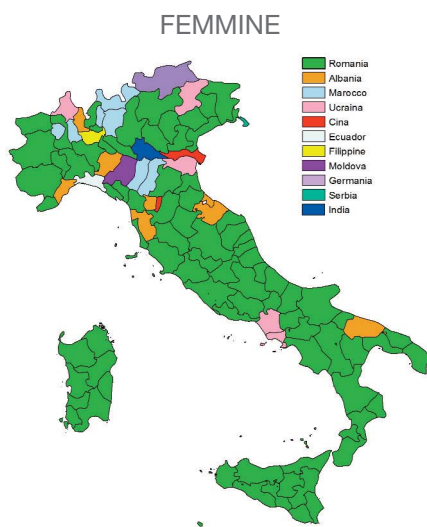 FEMMINE
Romania
Albania
Marocco
Ucraina
Cina
Ecuador
Filippine
Moldova
Germania
Serbia
India